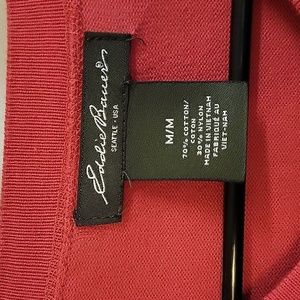 Eddie Bauer
SEATTLE · USA
M/M
70% COTTON/
COTON
30% NYLON
MADE IN VIETNAM
FABRIQUÉ AU
VIET-NAM